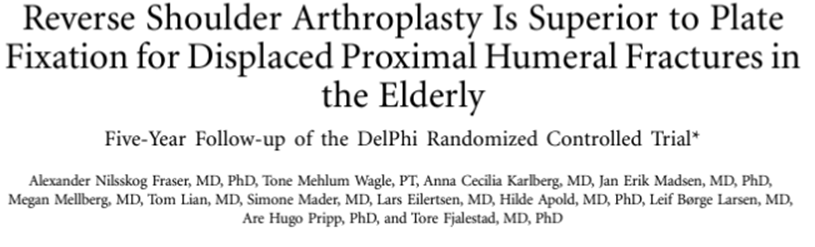 Reverse Shoulder Arthroplasty Is Superior to Plate
Fixation for Displaced Proximal Humeral Fractures in
the Elderly
Five-Year Follow-up of the DelPhi Randomized Controlled Trial*
Alexander Nilsskog Fraser, MD, PhD, Tone Mehlum Wagle, PT, Anna Cecilia Karlberg, MD, Jan Erik Madsen, MD, PhD,
Megan Mellberg, MD, Tom Lian, MD, Simone Mader, MD, Lars Eilertsen, MD, Hilde Apold, MD, PhD, Leif Børge Larsen, MD,
Are Hugo Pripp, PhD, and Tore Fjalestad, MD, PhD